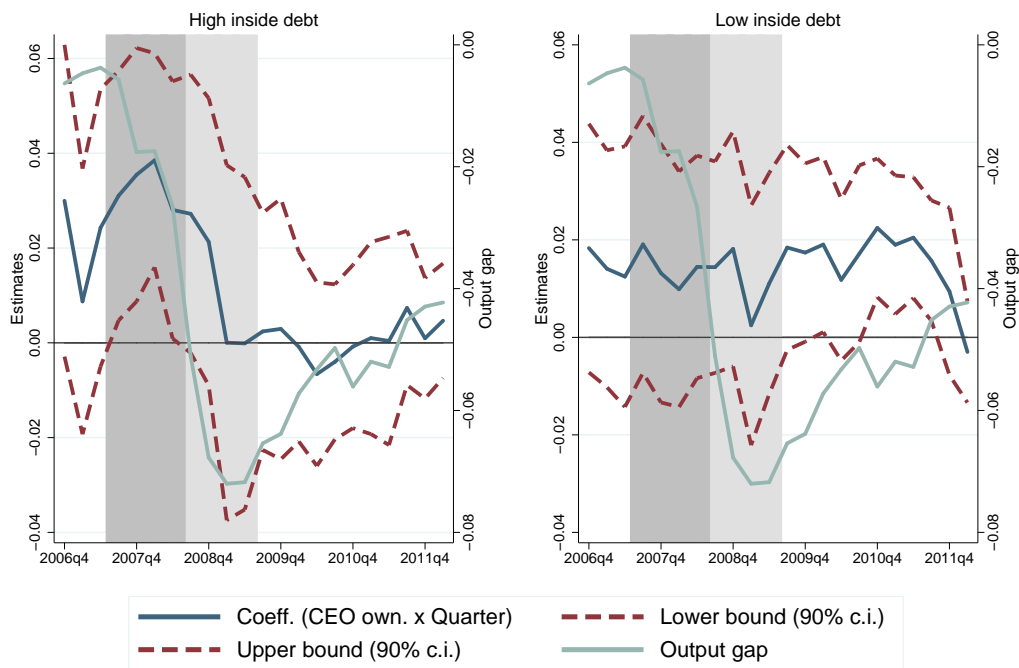 High inside debt
Low inside debt
0.06
0.04
0.02
0.00
−0.02
−0.04
Estimates
0.00
−0.02
−0.04
−0.06
−0.08
Output gap
2006q4 2007q4 2008q4 2009q4 2010q4 2011q4
0.06
0.04
0.02
0.00
−0.02
−0.04
Estimates
0.00
−0.02
−0.04
−0.06
−0.08
Output gap
2006q4 2007q4 2008q4 2009q4 2010q4 2011q4
Coeff. (CEO own. x Quarter)
Lower bound (90% c.i.)
Upper bound (90% c.i.)
Output gap